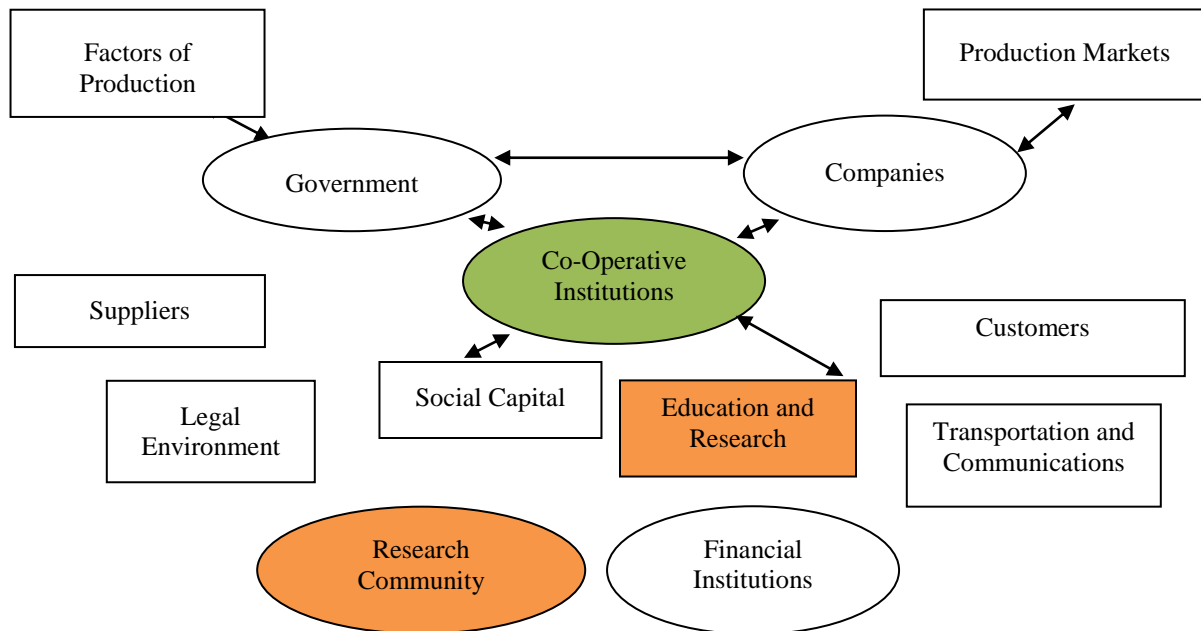 Factors of
Production
Production Markets
Government
Companies
Co-Operative
Institutions
Suppliers
Customers
Social Capital
Education and
Research
Legal
Environment
Transportation and
Communications
Research
Community
Financial
Institutions